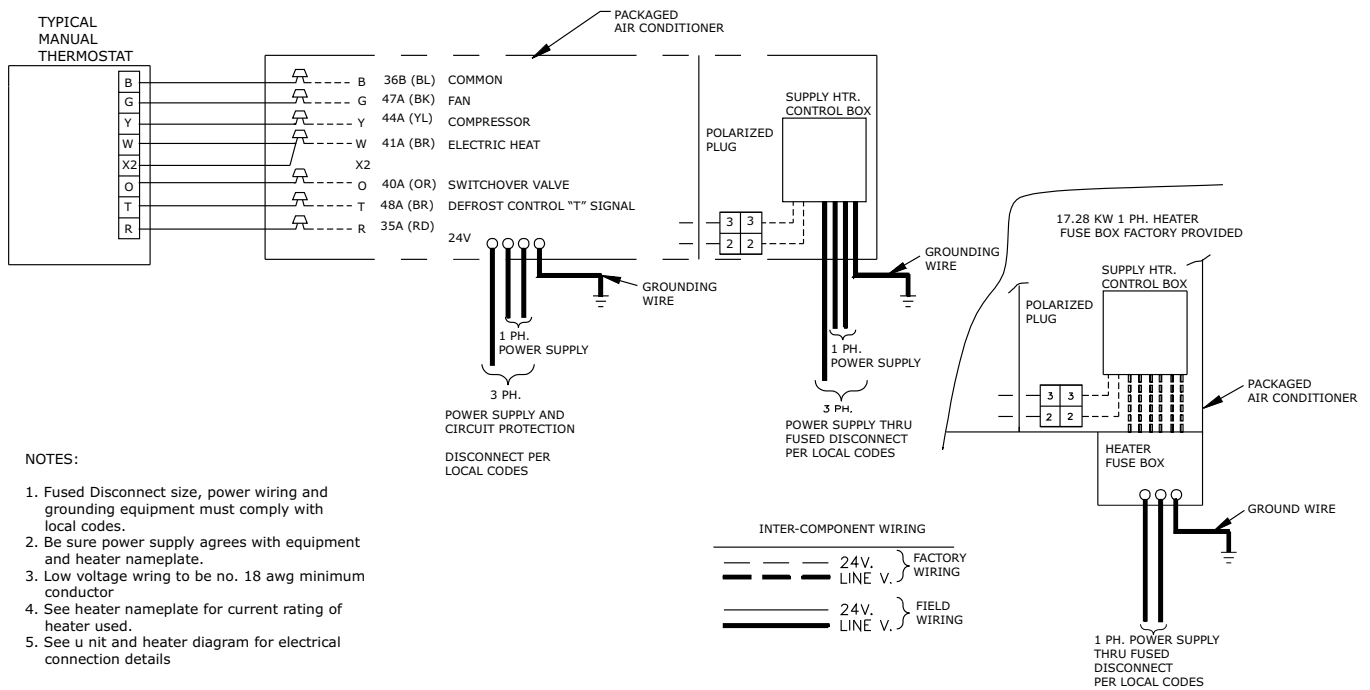 TYPICAL
MANUAL
THERMOSTAT
B
G
Y
W
X2
O
T
R
PACKAGED
AIR CONDITIONER
B 36B (BL) COMMON
G 47A (BK) FAN
Y 44A (YL) COMPRESSOR
W 41A (BR) ELECTRIC HEAT
X2
O 40A (OR) SWITCHOVER VALVE
T 48A (BR) DEFROST CONTROL “T” SIGNAL
R 35A (RD)
24V
GROUNDING
WIRE
1 PH.
POWER SUPPLY
3 PH.
POWER SUPPLY AND
CIRCUIT PROTECTION
DISCONNECT PER
LOCAL CODES
SUPPLY HTR.
CONTROL BOX
POLARIZED
PLUG
3 3
2 2
GROUNDING
WIRE
1 PH.
POWER SUPPLY
3 PH.
POWER SUPPLY THRU
FUSED DISCONNECT
PER LOCAL CODES
17.28 KW 1 PH. HEATER
FUSE BOX FACTORY PROVIDED
SUPPLY HTR.
CONTROL BOX
POLARIZED
PLUG
3 3
2 2
PACKAGED
AIR CONDITIONER
HEATER
FUSE BOX
GROUND WIRE
1 PH. POWER SUPPLY
THRU FUSED
DISCONNECT
PER LOCAL CODES
INTER-COMPONENT WIRING
24V.
LINE V.
FACTORY
WIRING
24V.
LINE V.
FIELD
WIRING
NOTES:
1. Fused Disconnect size, power wiring and
grounding equipment must comply with
local codes.
2. Be sure power supply agrees with equipment
and heater nameplate.
3. Low voltage wring to be no. 18 awg minimum
conductor
4. See heater nameplate for current rating of
heater used.
5. See u nit and heater diagram for electrical
connection details